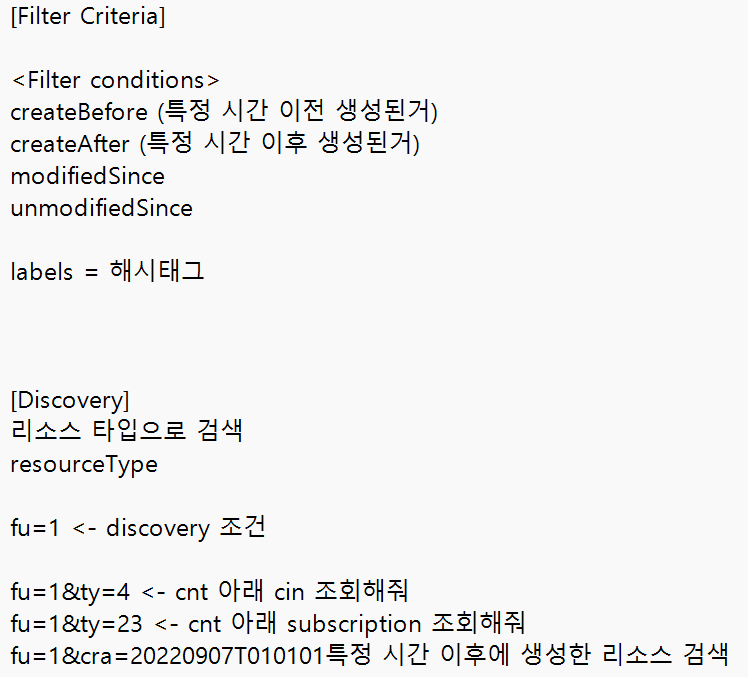 [Filter Criteria]
<Filter conditions>
createBefore (특정 시간 이전 생성된거)
createAfter (특정 시간 이후 생성된거)
modifiedSince
unmodifiedSince
labels = 해시태그
[Discovery]
리소스 타입으로 검색
resourceType
fu=1 <- discovery 조건
fu=1&ty=4 <- cnt 아래 cin 조회해줘
fu=1&ty=23 <- cnt 아래 subscription 조회해줘
fu=1&cra=20220907T010101특정 시간 이후에 생성한 리소스 검색